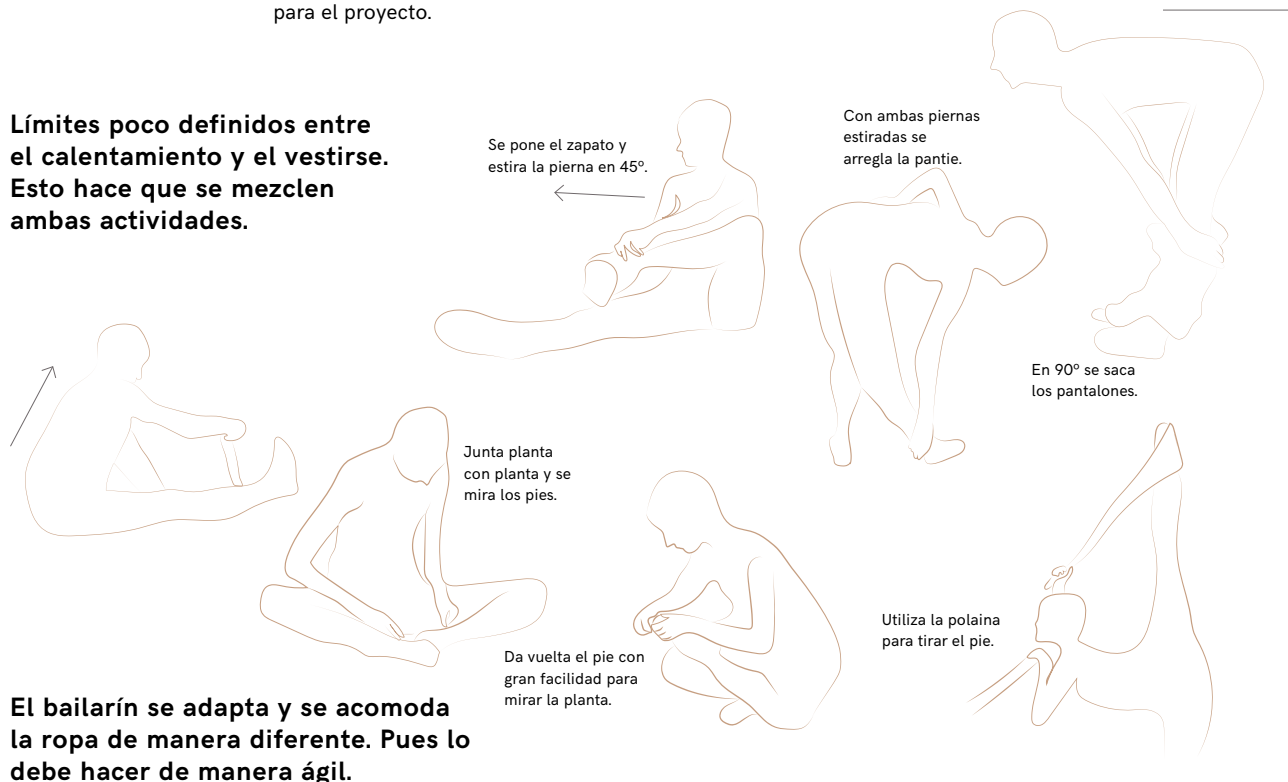 para el proyecto.
Límites poco definidos entre
el calentamiento y el vestirse.
Esto hace que se mezclen
ambas actividades.
Se pone el zapato y
estira la pierna en 45º.
Con ambas piernas
estiradas se
arregla la pantie.
En 90º se saca
los pantalones.
Junta planta
con planta y se
mira los pies.
Da vuelta el pie con
gran facilidad para
mirar la planta.
Utiliza la polaina
para tirar el pie.
El bailarín se adapta y se acomoda
la ropa de manera diferente. Pues lo
debe hacer de manera ágil.